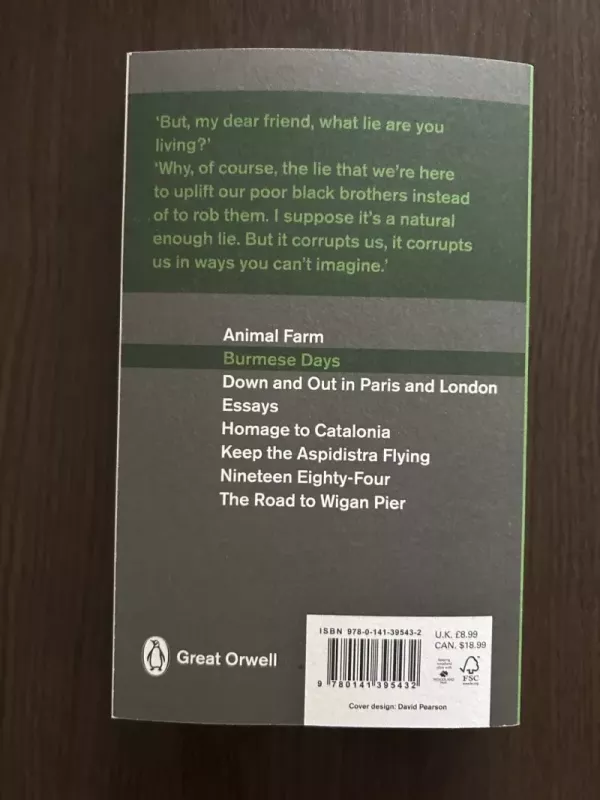 'But, my dear friend, what lie are you
living?'
'Why, of course, the lie that we're here
to uplift our poor black brothers instead
of to rob them. I suppose it's a natural
enough lie. But it corrupts us, it corrupts
us in ways you can't imagine.'
Animal Farm
Burmese Days
Down and Out in Paris and London
Essays
Homage to Catalonia
Keep the Aspidistra Flying
Nineteen Eighty-Four
The Road to Wigan Pier
Great Orwell
ISBN 978-0-141-39543-2
9 780141 395432
U.K. £8.99
CAN. $18.99
FSC
Cover design: David Pearson